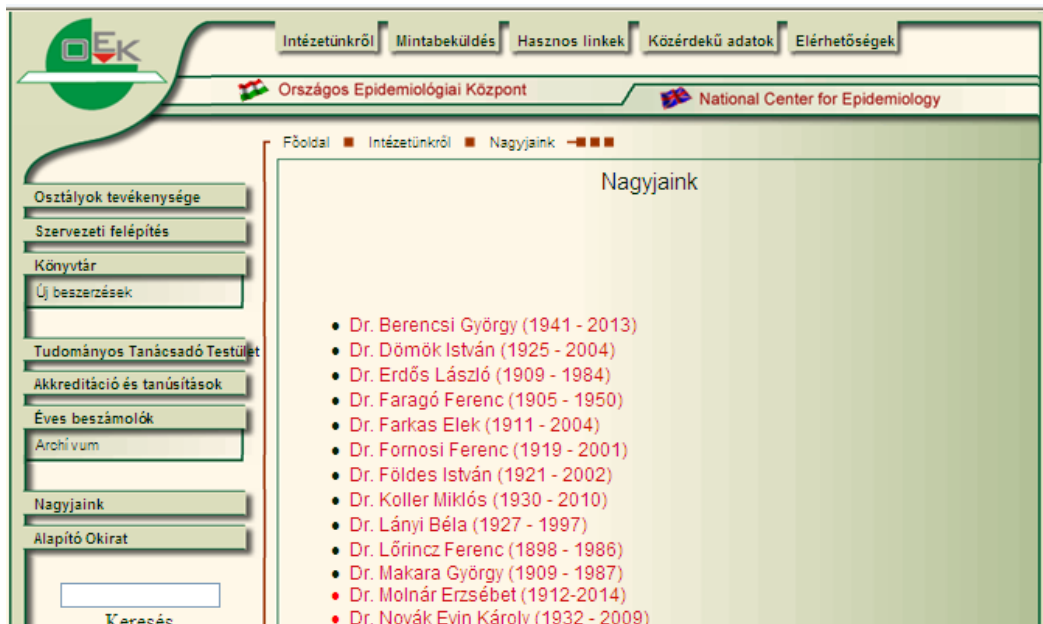 OEK
Intézetünkről Mintabeküldés Hasznos linkek Közérdekű adatok Elérhetőségek
Országos Epidemiológiai Központ
National Center for Epidemiology
Főoldal Intézetünkről Nagyjaink
Osztályok tevékenysége
Szervezeti felépítés
Könyvtár
Új beszerzések
Tudományos Tanácsadó Testület
Akkreditáció és tanúsítások
Éves beszámolók
Archívum
Nagyjaink
Alapító Okirat
Keresés
Nagyjaink
Dr. Berencsi György (1941 - 2013)
Dr. Dömök István (1925 - 2004)
Dr. Erdős László (1909 - 1984)
Dr. Faragó Ferenc (1905 - 1950)
Dr. Farkas Elek (1911 - 2004)
Dr. Fornosi Ferenc (1919 - 2001)
Dr. Földes István (1921 - 2002)
Dr. Koller Miklós (1930 - 2010)
Dr. Lányi Béla (1927 - 1997)
Dr. Lőrincz Ferenc (1898 - 1986)
Dr. Makara György (1909 - 1987)
Dr. Molnár Erzsébet (1912-2014)
Dr. Novák Evin Károly (1932 - 2009)